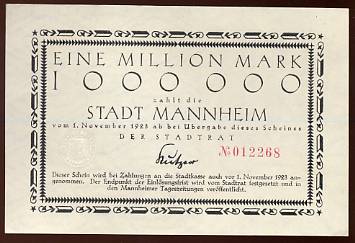 EINE MILLION MARK
1 000 000
zahlt die
STADT MANNHEIM
vom 1. November 1923 ab bei Übergabe dieses Scheines
DER STADTRAT
Kutzer
№012268
Dieser Schein wird bei Zahlungen an die Stadtkasse auch vor 1. November 1923 an-
genommen. Der Endpunkt der Einlösungsfrist wird vom Stadtrat festgesetzt und in
den Mannheimer Tageszeitungen veröffentlicht.